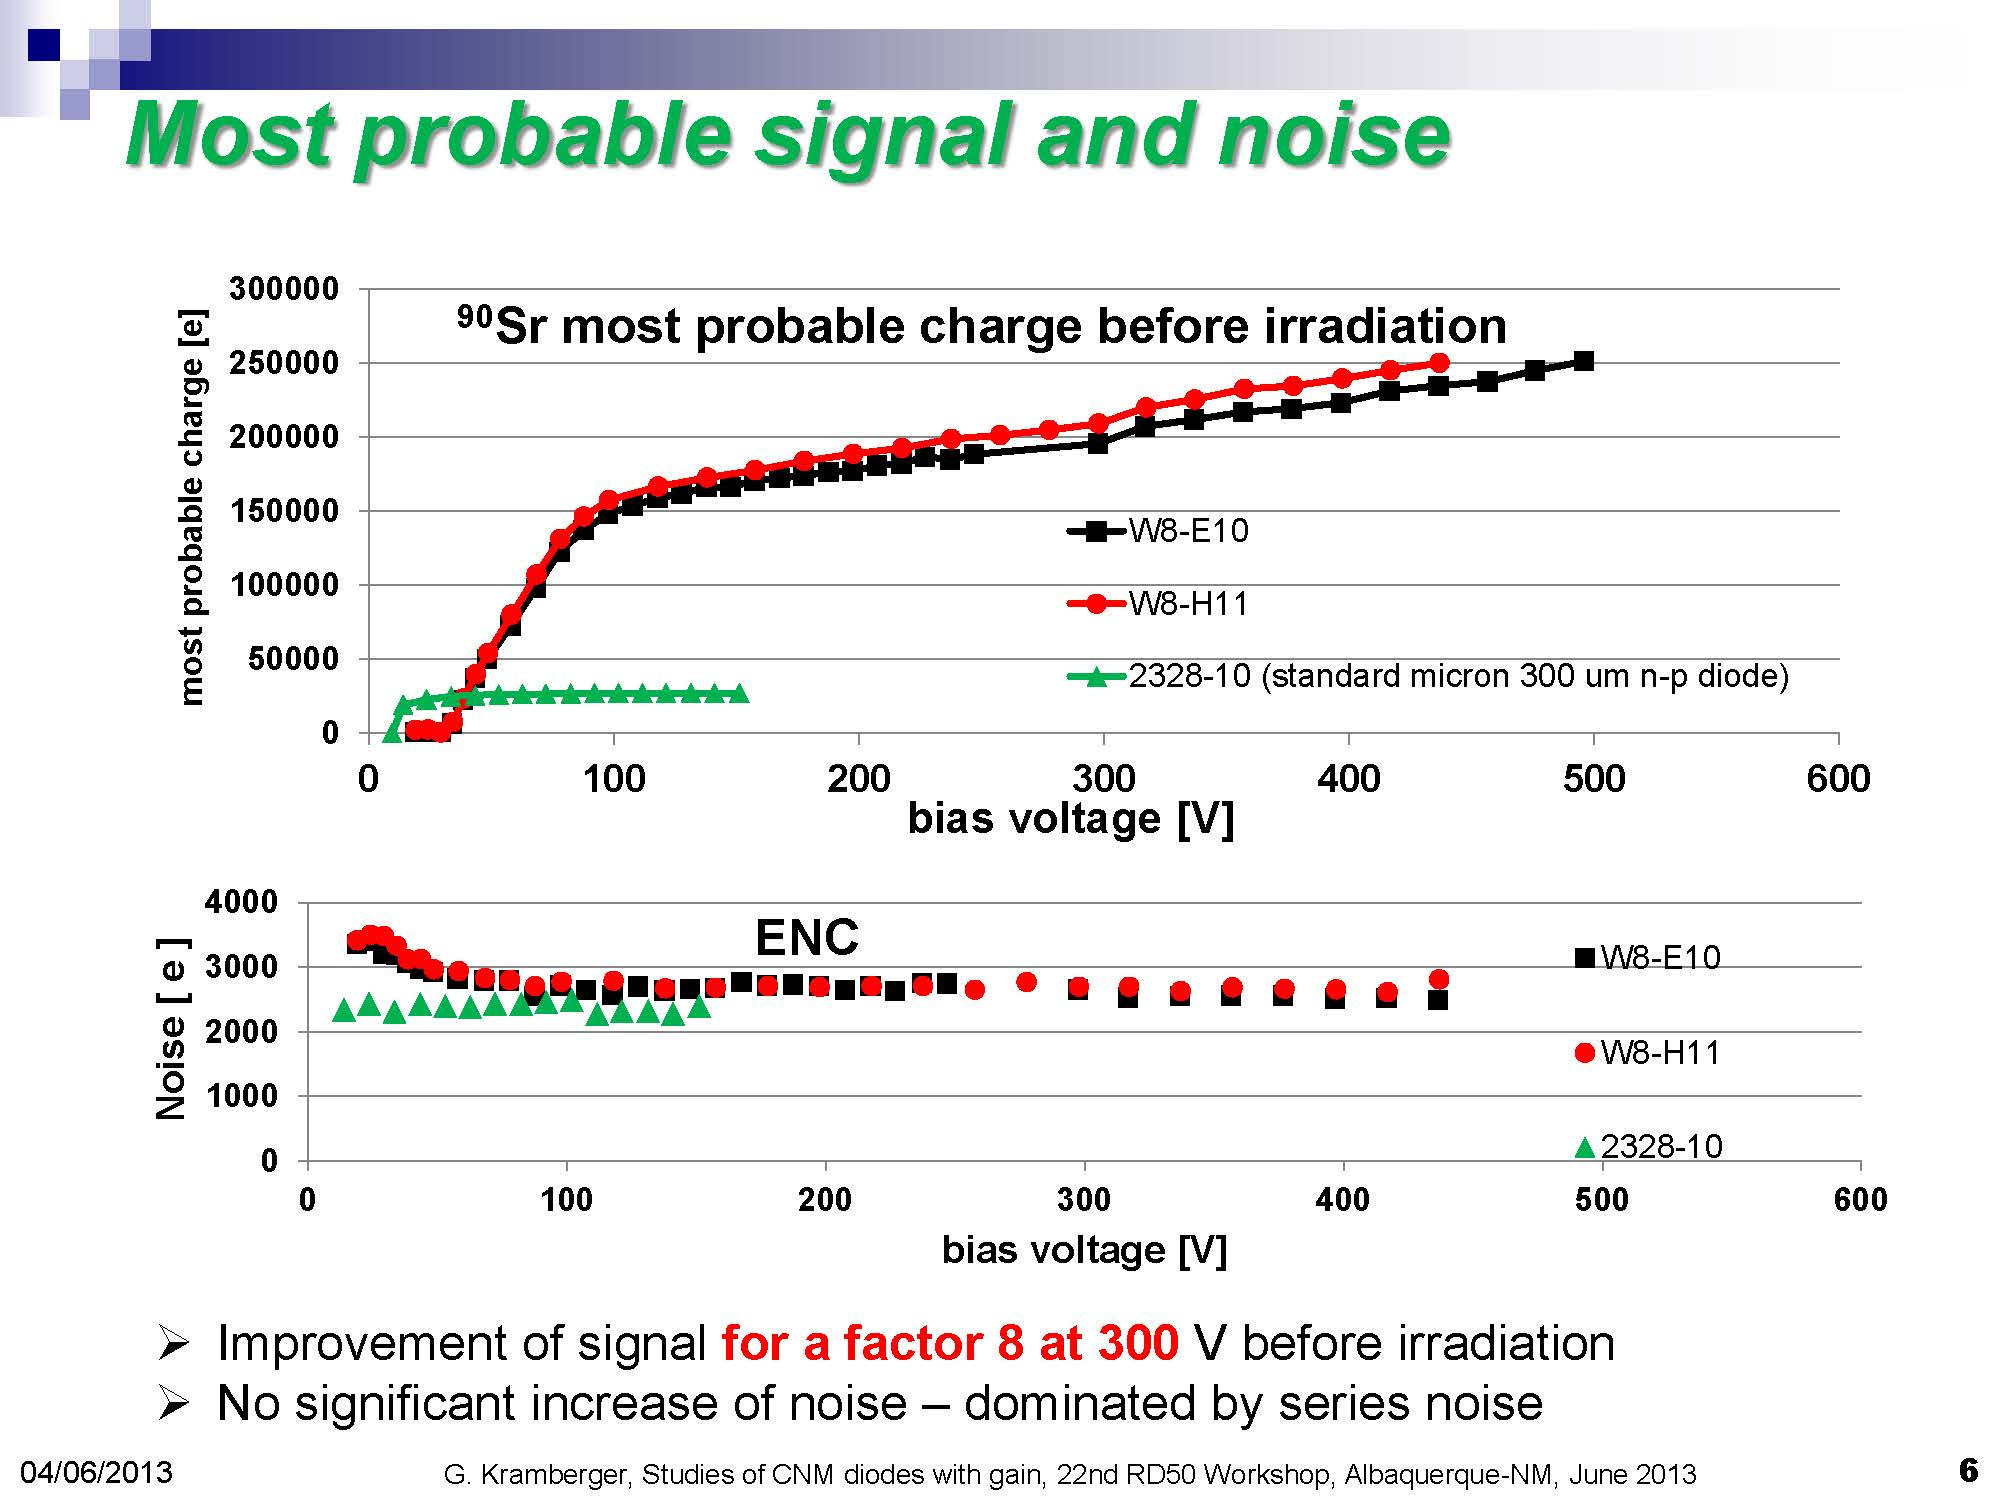 Most probable signal and noise
⁹⁰Sr most probable charge before irradiation
most probable charge [e]
300000
250000
200000
150000
100000
50000
0
W8-E10
W8-H11
2328-10 (standard micron 300 um n-p diode)
0 100 200 300 400 500 600
bias voltage [V]
ENC
Noise [ e ]
4000
3000
2000
1000
0
W8-E10
W8-H11
2328-10
0 100 200 300 400 500 600
bias voltage [V]
➢ Improvement of signal for a factor 8 at 300 V before irradiation
➢ No significant increase of noise – dominated by series noise
04/06/2013 G. Kramberger, Studies of CNM diodes with gain, 22nd RD50 Workshop, Albaquerque-NM, June 2013 6